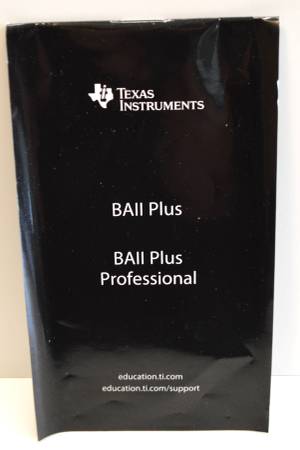 TEXAS
INSTRUMENTS
BAII Plus
BAII Plus
Professional
education.ti.com
education.ti.com/support